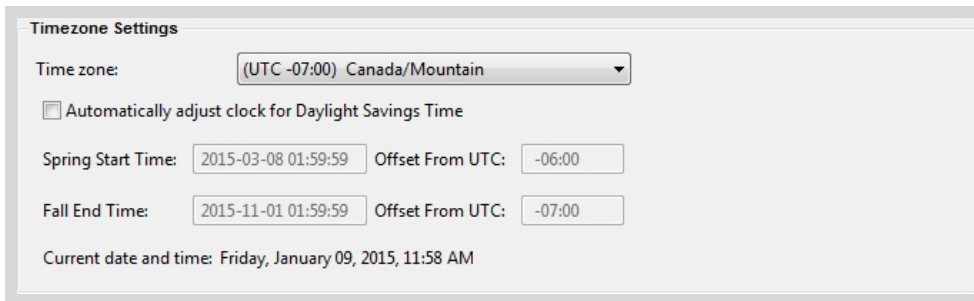 Timezone Settings
Time zone: (UTC -07:00) Canada/Mountain
Automatically adjust clock for Daylight Savings Time
Spring Start Time: 2015-03-08 01:59:59 Offset From UTC: -06:00
Fall End Time: 2015-11-01 01:59:59 Offset From UTC: -07:00
Current date and time: Friday, January 09, 2015, 11:58 AM